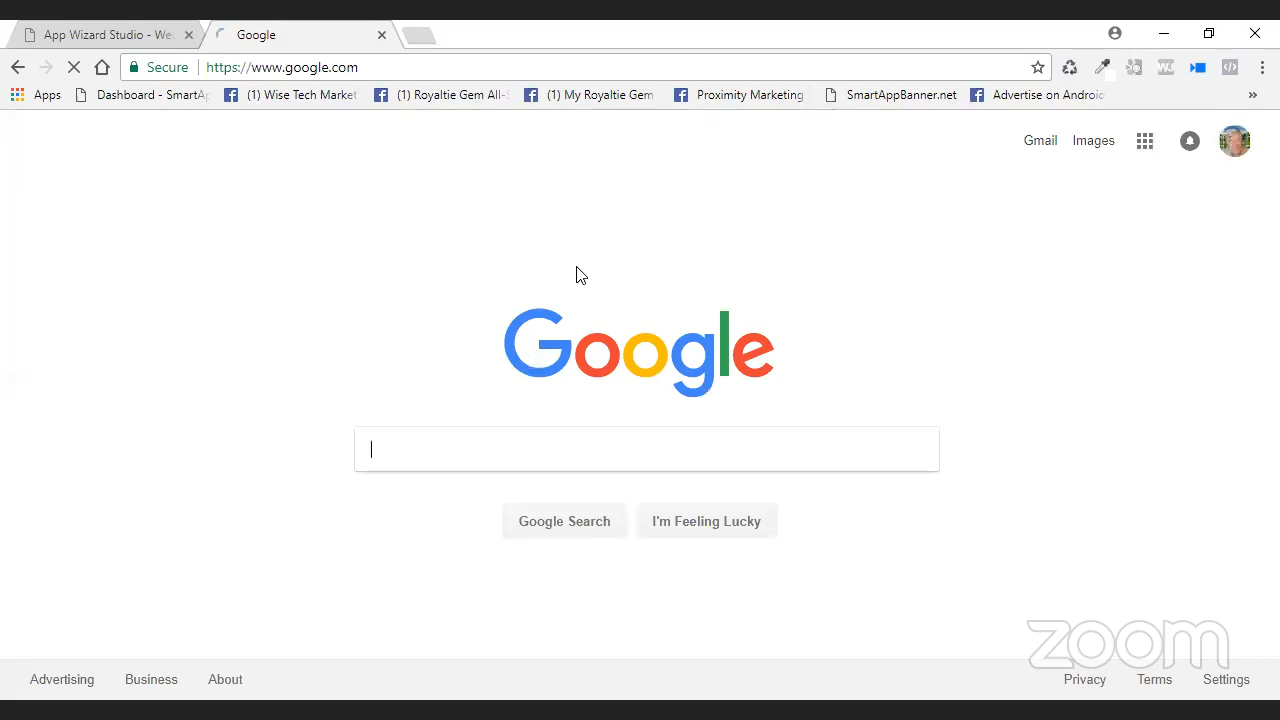 App Wizard Studio - We
Google
Secure
https://www.google.com
Apps
Dashboard - SmartAp
(1) Wise Tech Market
(1) Royaltie Gem All-S
(1) My Royaltie Gem
Proximity Marketing
SmartAppBanner.net
Advertise on Android
»
Gmail
Images
Google
Google Search
I'm Feeling Lucky
zoom
Advertising
Business
About
Privacy
Terms
Settings